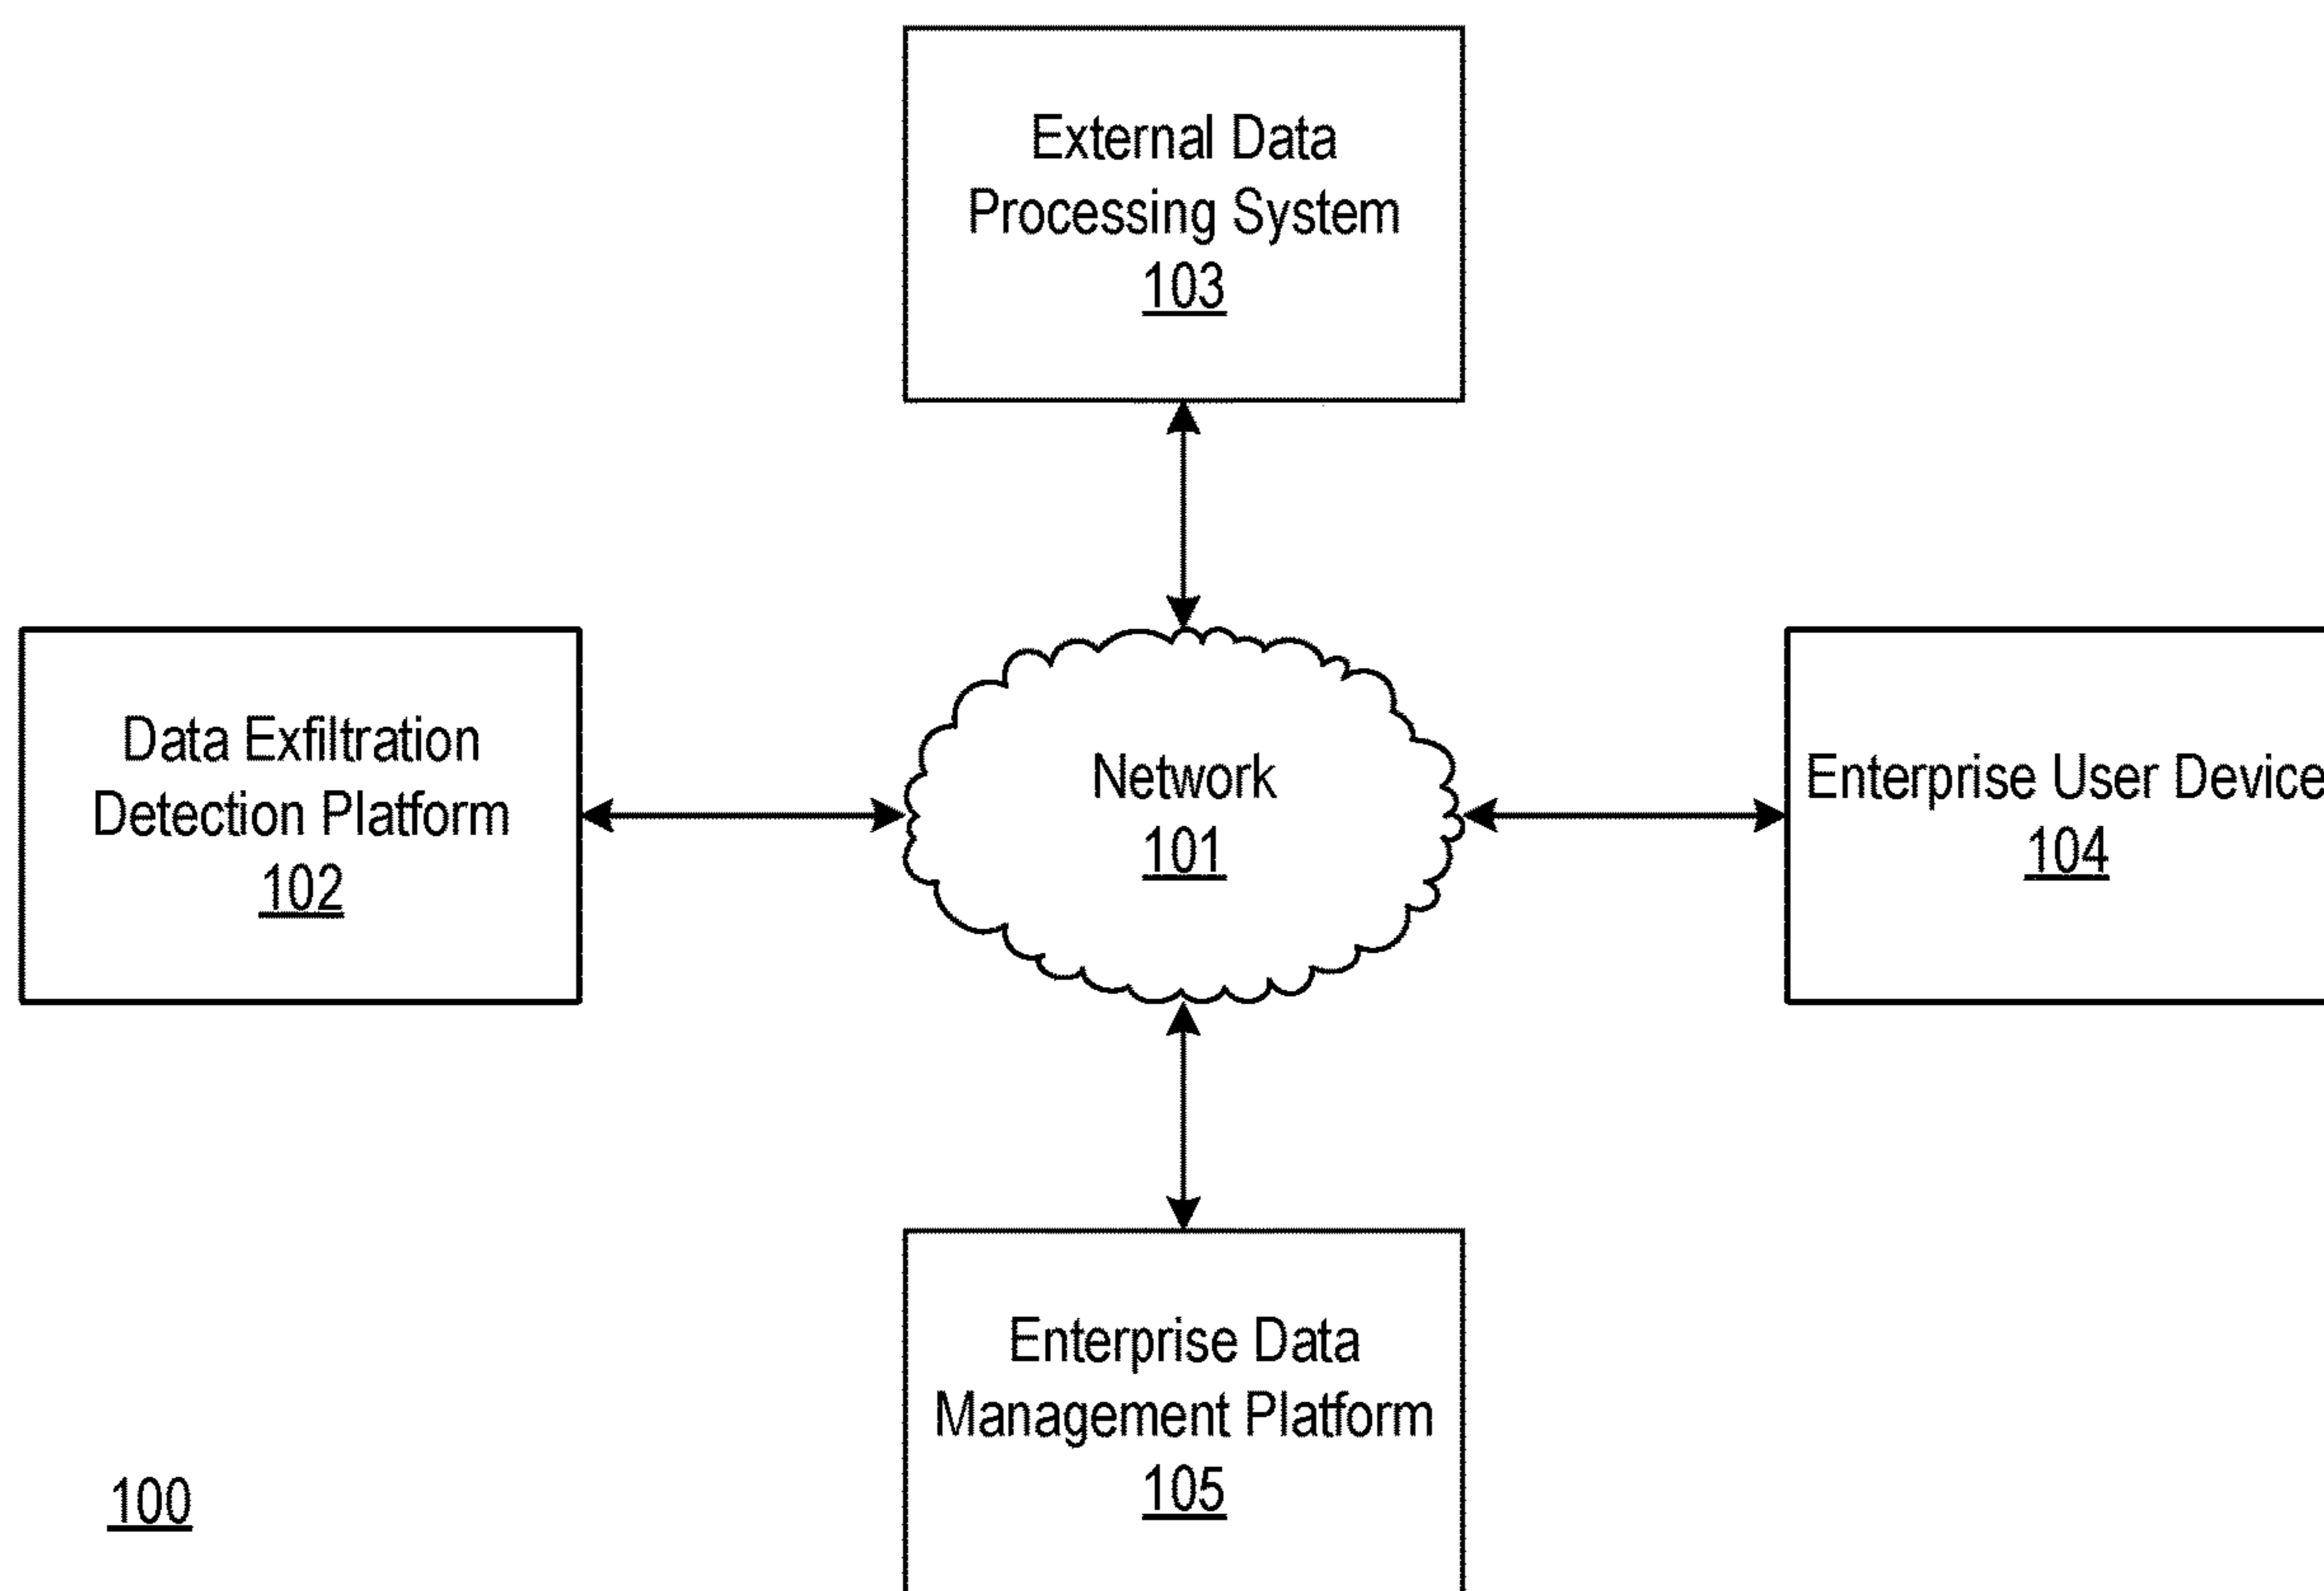 External Data
Processing System
103
Data Exfiltration
Detection Platform
102
Network
101
Enterprise User Device
104
Enterprise Data
Management Platform
105
100